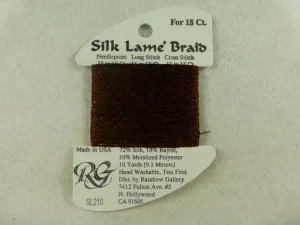 For 18 Ct.
Silk Lame' Braid
Needlepoint Long Stitch Cross Stitch
Made in USA 72% Silk, 18% Rayon,
10% Metalized Polyester
10 Yards (9.1 Meters)
Hand Washable, Test First
Dist. by Rainbow Gallery
7412 Fulton Ave. #5
N. Hollywood
CA 91605
RG
SL210